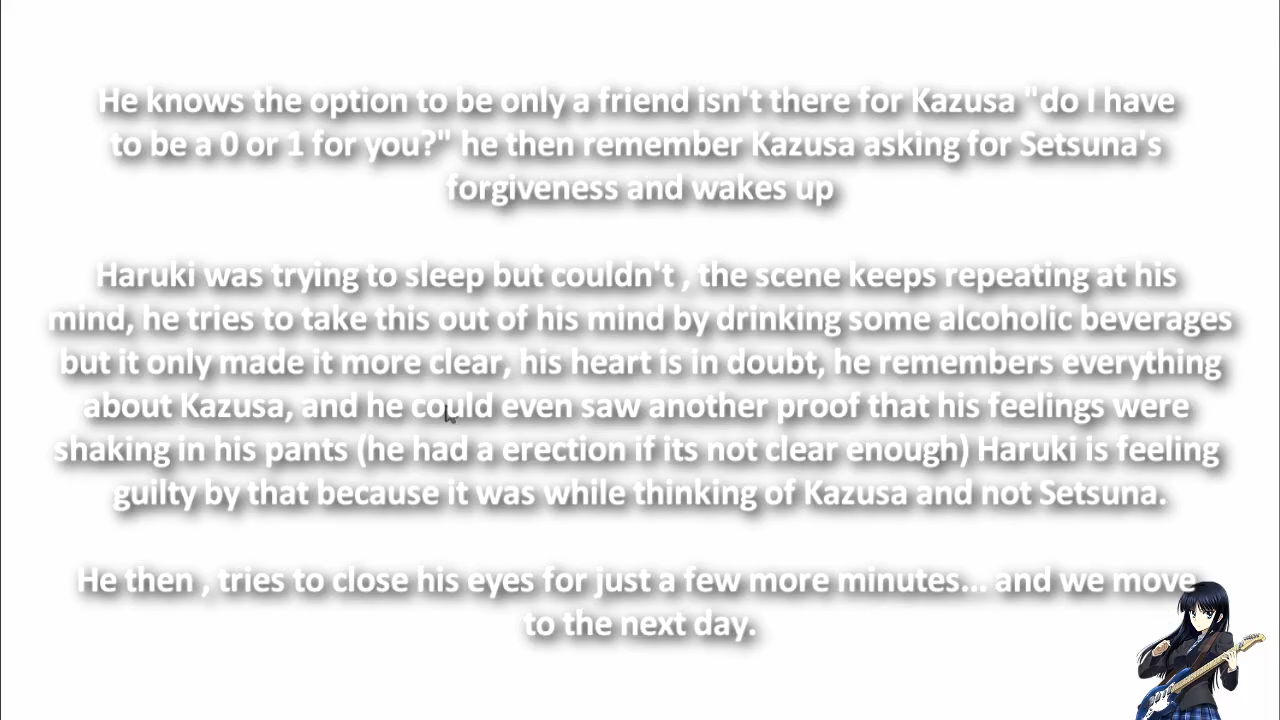 He knows the option to be only a friend isn't there for Kazusa "do I have
to be a 0 or 1 for you?" he then remember Kazusa asking for Setsuna's
forgiveness and wakes up
Haruki was trying to sleep but couldn't , the scene keeps repeating at his
mind, he tries to take this out of his mind by drinking some alcoholic beverages
but it only made it more clear, his heart is in doubt, he remembers everything
about Kazusa, and he could even saw another proof that his feelings were
shaking in his pants (he had a erection if its not clear enough) Haruki is feeling
guilty by that because it was while thinking of Kazusa and not Setsuna.
He then , tries to close his eyes for just a few more minutes... and we move
to the next day.